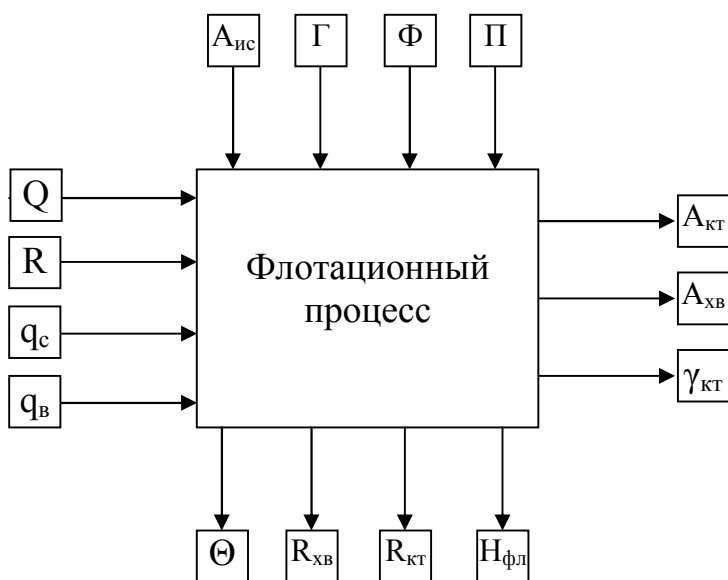 Аис Г Ф П
Q
R
qс
qв
Флотационный
процесс
Акт
Ахв
γкт
Θ Rхв Rкт Нфл